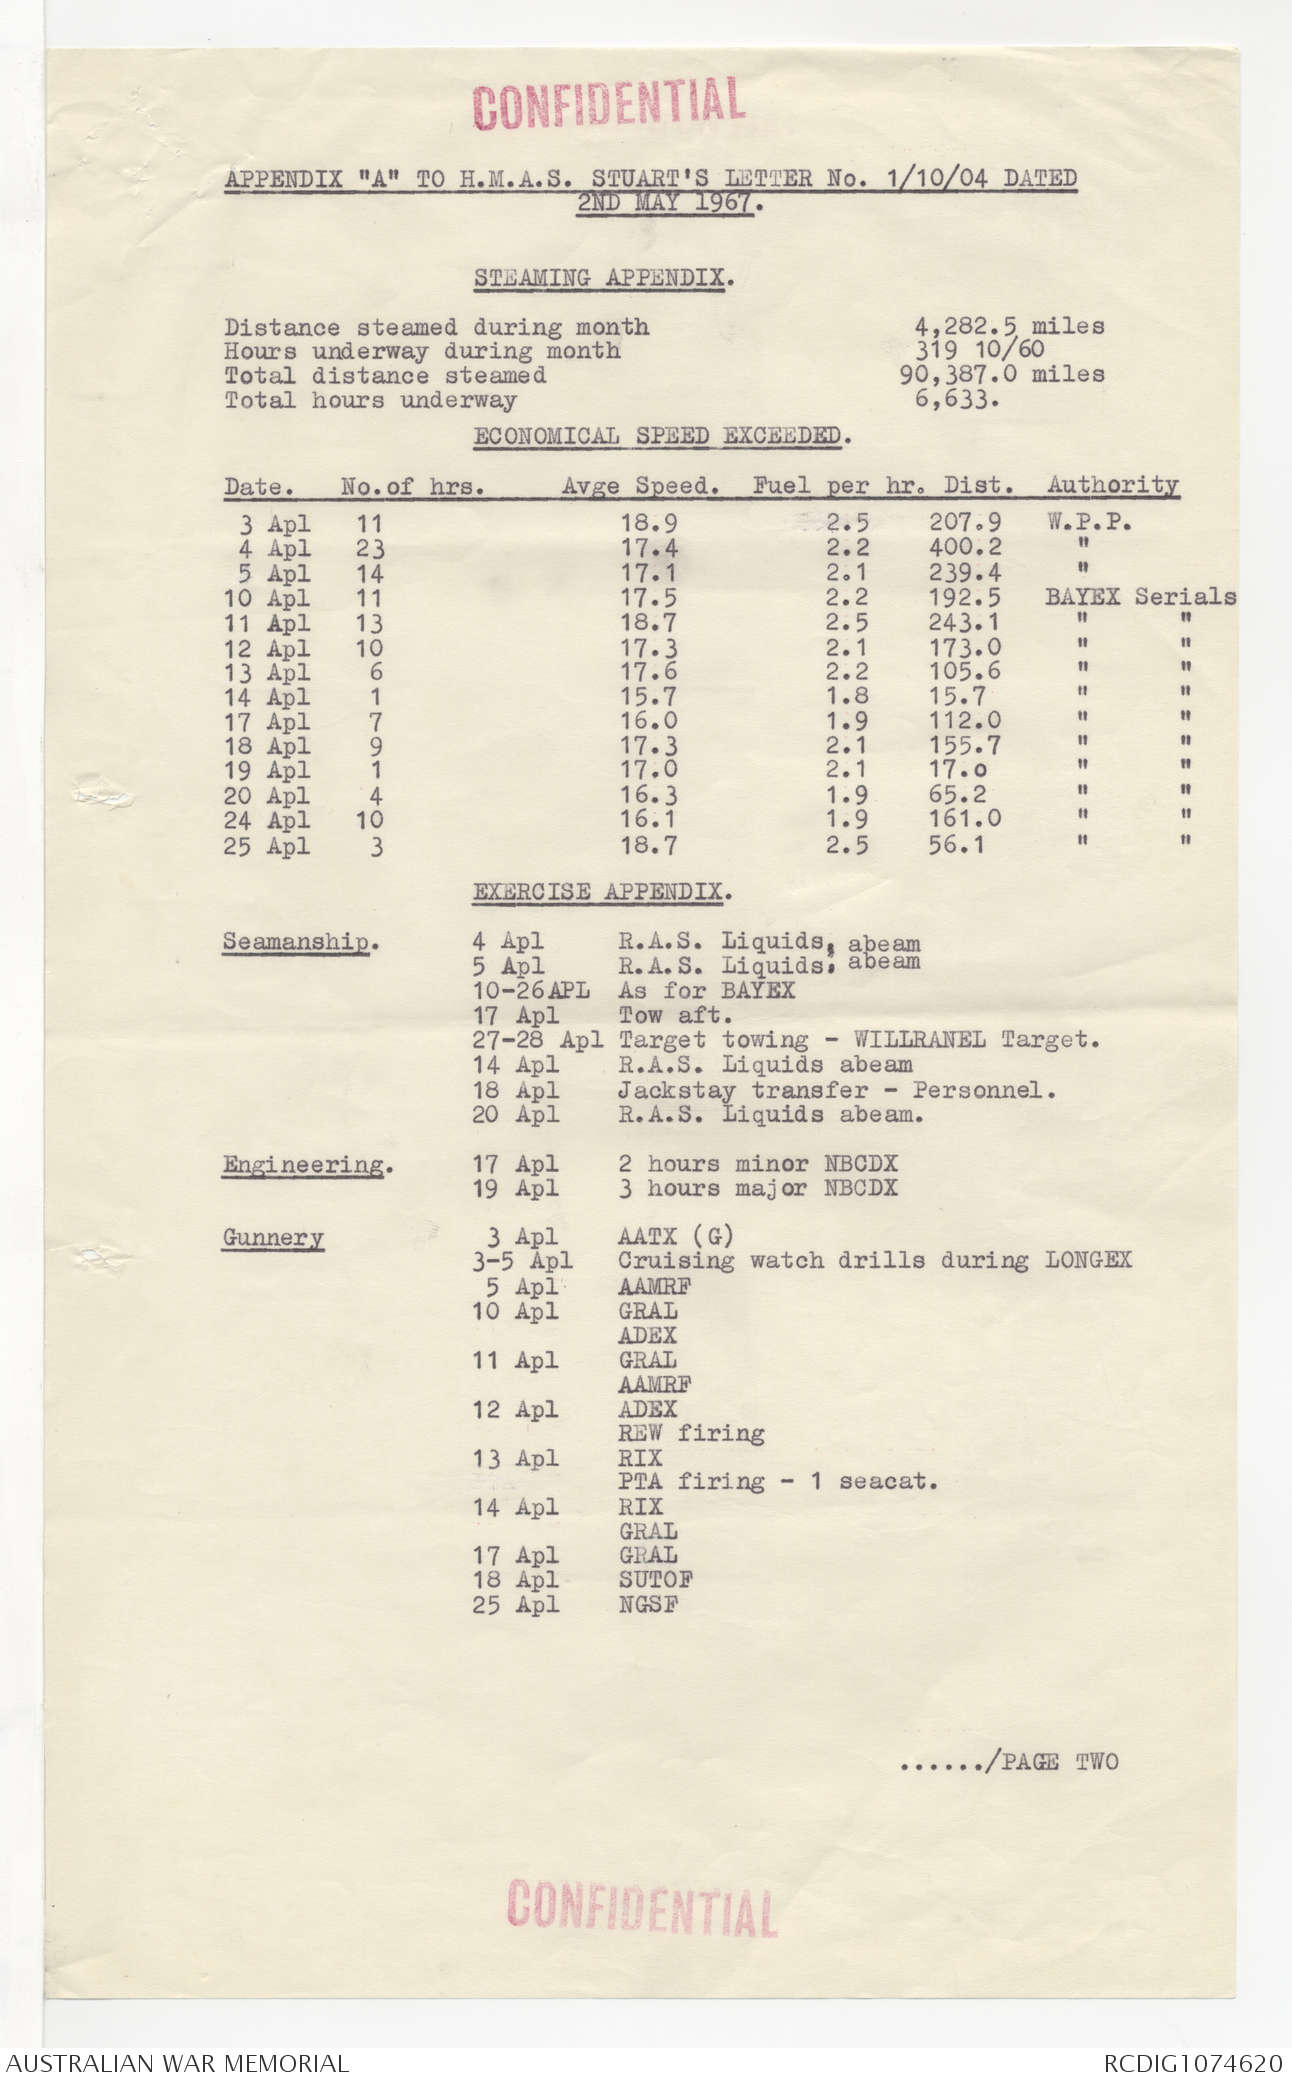 CONFIDENTIAL
APPENDIX "A" TO H.M.A.S. STUART'S LETTER No. 1/10/04 DATED
2ND MAY 1967.
STEAMING APPENDIX.
Distance steamed during month 4,282.5 miles
Hours underway during month 319 10/60
Total distance steamed 90,387.0 miles
Total hours underway 6,633.
ECONOMICAL SPEED EXCEEDED.
Date. No.of hrs. Avge Speed. Fuel per hr. Dist. Authority
3 Apl 11 18.9 2.5 207.9 W.P.P.
4 Apl 23 17.4 2.2 400.2 "
5 Apl 14 17.1 2.1 239.4 "
10 Apl 11 17.5 2.2 192.5 BAYEX Serials
11 Apl 13 18.7 2.5 243.1 " "
12 Apl 10 17.3 2.1 173.0 " "
13 Apl 6 17.6 2.2 105.6 " "
14 Apl 1 15.7 1.8 15.7 " "
17 Apl 7 16.0 1.9 112.0 " "
18 Apl 9 17.3 2.1 155.7 " "
19 Apl 1 17.0 2.1 17.o " "
20 Apl 4 16.3 1.9 65.2 " "
24 Apl 10 16.1 1.9 161.0 " "
25 Apl 3 18.7 2.5 56.1 " "
EXERCISE APPENDIX.
Seamanship. 4 Apl R.A.S. Liquids, abeam
5 Apl R.A.S. Liquids, abeam
10-26APL As for BAYEX
17 Apl Tow aft.
27-28 Apl Target towing - WILLRANEL Target.
14 Apl R.A.S. Liquids abeam
18 Apl Jackstay transfer - Personnel.
20 Apl R.A.S. Liquids abeam.
Engineering. 17 Apl 2 hours minor NBCDX
19 Apl 3 hours major NBCDX
Gunnery 3 Apl AATX (G)
3-5 Apl Cruising watch drills during LONGEX
5 Apl AAMRF
10 Apl GRAL
ADEX
11 Apl GRAL
AAMRF
12 Apl ADEX
REW firing
13 Apl RIX
PTA firing - 1 seacat.
14 Apl RIX
GRAL
17 Apl GRAL
18 Apl SUTOF
25 Apl NGSF
....../PAGE TWO
CONFIDENTIAL
AUSTRALIAN WAR MEMORIAL RCDIG1074620